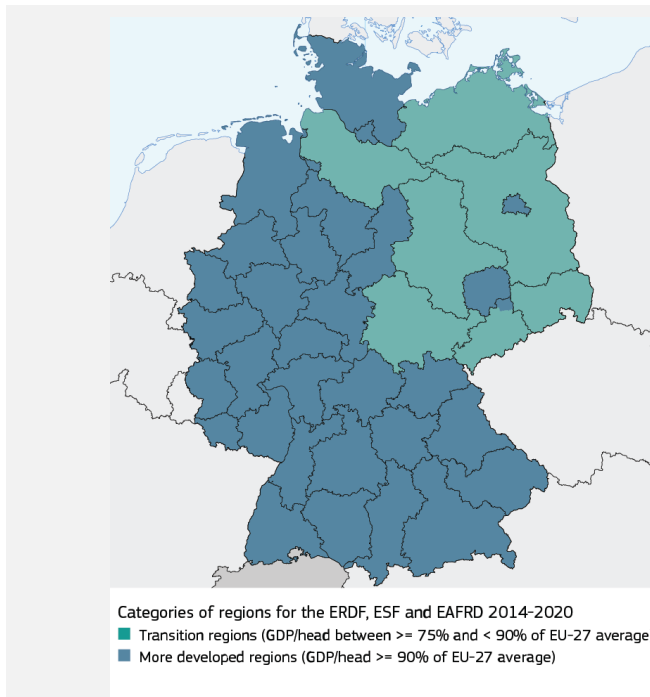 Categories of regions for the ERDF, ESF and EAFRD 2014-2020
Transition regions (GDP/head between >= 75% and < 90% of EU-27 average
More developed regions (GDP/head >= 90% of EU-27 average)